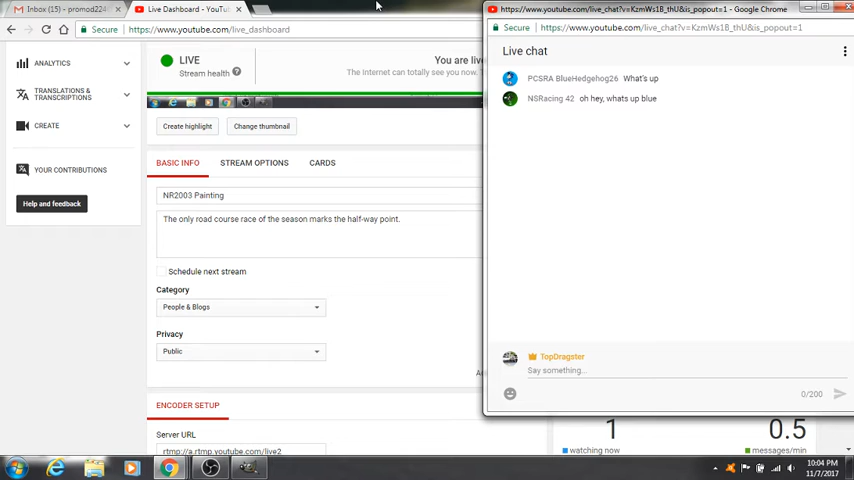 Inbox (15) - promod224
Live Dashboard - YouTu
https://www.youtube.com/live_chat?v=KzmWs1B_thU&is_popout=1 - Google Chrome
Secure
https://www.youtube.com/live_dashboard
Secure
https://www.youtube.com/live_chat?v=KzmWs1B_thU&is_popout=1
ANALYTICS
TRANSLATIONS &
TRANSCRIPTIONS
CREATE
YOUR CONTRIBUTIONS
Help and feedback
LIVE
Stream health
You are live
The Internet can totally see you now.
Create highlight
Change thumbnail
BASIC INFO
STREAM OPTIONS
CARDS
NR2003 Painting
The only road course race of the season marks the half-way point.
Schedule next stream
Category
People & Blogs
Privacy
Public
ENCODER SETUP
Server URL
rtmp://a.rtmp.youtube.com/live2
Live chat
PCSRA BlueHedgehog26 What's up
NSRacing 42 oh hey, whats up blue
TopDragster
Say something...
0/200
1
watching now
0.5
messages/min
10:04 PM
11/7/2017